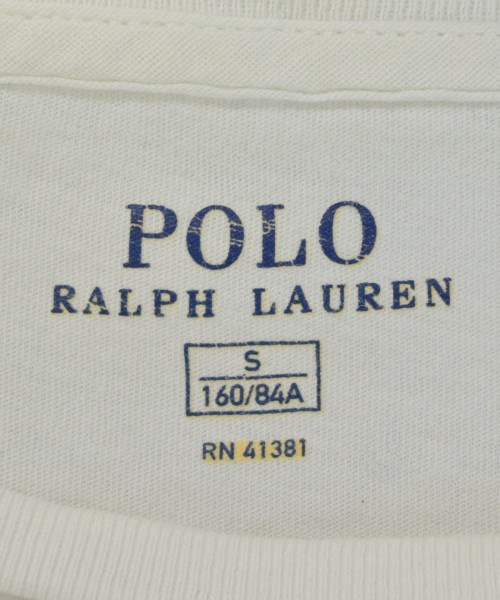 POLO
RALPH LAUREN
S
160/84A
RN 41381